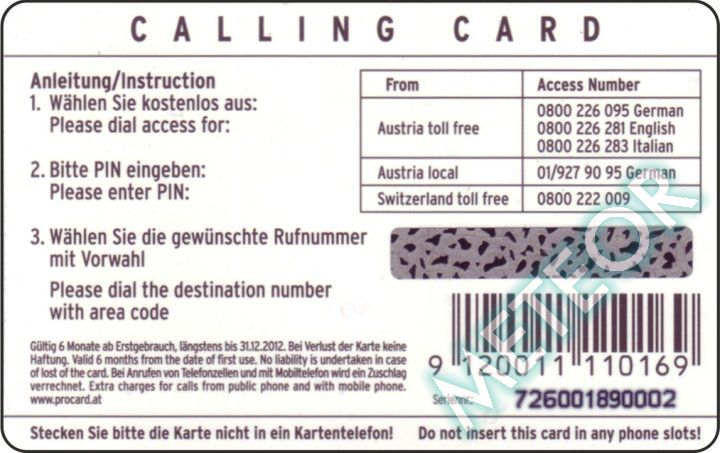 CALLING CARD
Anleitung/Instruction
1. Wählen Sie kostenlos aus:
Please dial access for:
2. Bitte PIN eingeben:
Please enter PIN:
3. Wählen Sie die gewünschte Rufnummer
mit Vorwahl
Please dial the destination number
with area code
From Access Number
Austria toll free
0800 226 095 German
0800 226 281 English
0800 226 283 Italian
Austria local 01/927 90 95 German
Switzerland toll free 0800 222 009
Gültig 6 Monate ab Erstgebrauch, längstens bis 31.12.2012. Bei Verlust der Karte keine
Haftung. Valid 6 months from the date of first use. No liability is undertaken in case
of lost of the card. Bei Anrufen von Telefonzellen und mit Mobiltelefon wird ein Zuschlag
verrechnet. Extra charges for calls from public phone and with mobile phone.
www.procard.at
9 120011 110169
Seriennr.: 726001890002
METEOR
Stecken Sie bitte die Karte nicht in ein Kartentelefon! Do not insert this card in any phone slots!